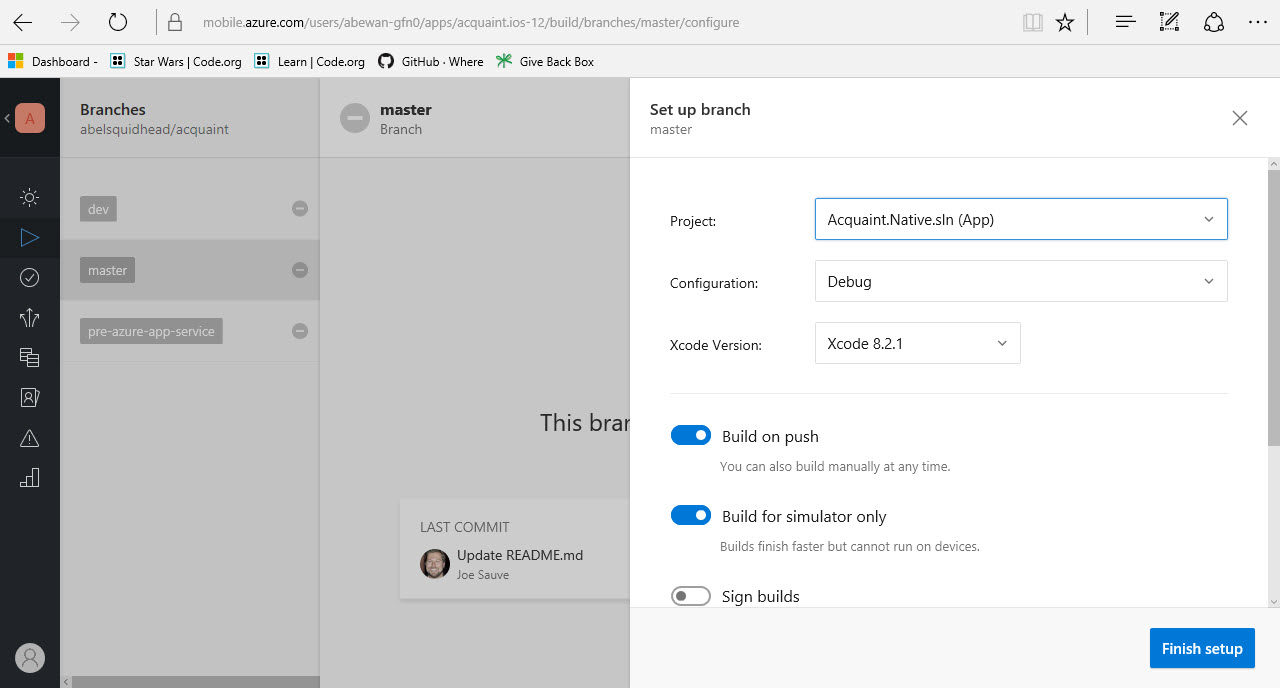 mobile.azure.com/users/abewan-gfn0/apps/acquaint.ios-12/build/branches/master/configure
Dashboard -
Star Wars | Code.org
Learn | Code.org
GitHub · Where
Give Back Box
A
Branches
abelsquidhead/acquaint
dev
master
pre-azure-app-service
master
Branch
This bran
LAST COMMIT
Update README.md
Joe Sauve
Set up branch
master
Project:
Acquaint.Native.sln (App)
Configuration:
Debug
Xcode Version:
Xcode 8.2.1
Build on push
You can also build manually at any time.
Build for simulator only
Builds finish faster but cannot run on devices.
Sign builds
Finish setup